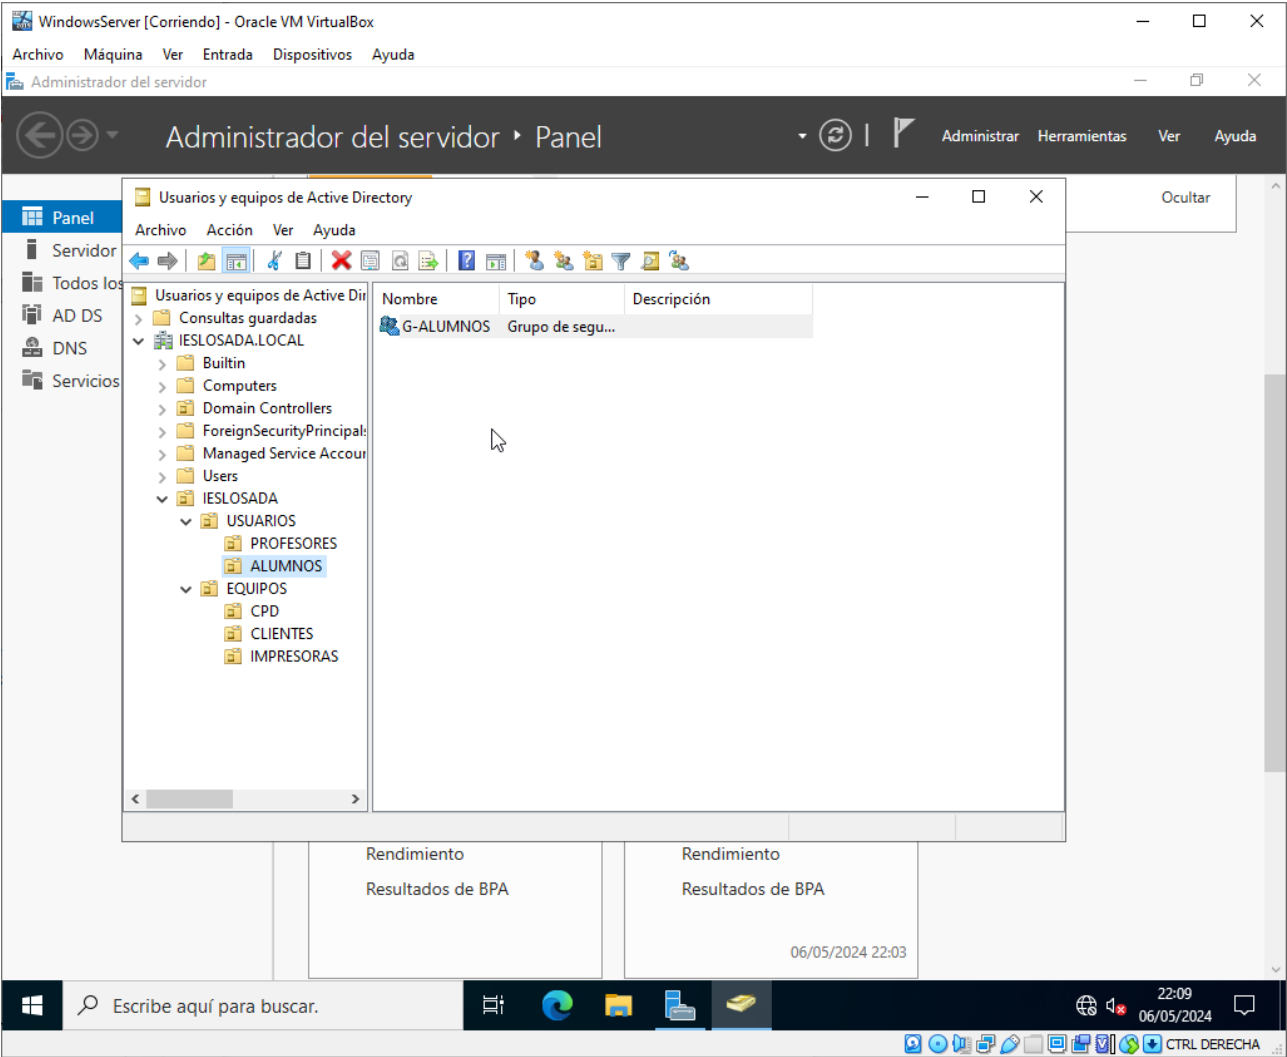 WindowsServer [Corriendo] - Oracle VM VirtualBox
Archivo Máquina Ver Entrada Dispositivos Ayuda
Administrador del servidor
Administrador del servidor Panel
Administrar Herramientas Ver Ayuda
Ocultar
Panel
Servidor
Todos los
AD DS
DNS
Servicios
Usuarios y equipos de Active Directory
Archivo Acción Ver Ayuda
Usuarios y equipos de Active Dir
Consultas guardadas
IESLOSADA.LOCAL
Builtin
Computers
Domain Controllers
ForeignSecurityPrincipals
Managed Service Accoun
Users
IESLOSADA
USUARIOS
PROFESORES
ALUMNOS
EQUIPOS
CPD
CLIENTES
IMPRESORAS
Nombre Tipo Descripción
G-ALUMNOS Grupo de segu...
Rendimiento
Resultados de BPA
Rendimiento
Resultados de BPA
06/05/2024 22:03
Escribe aquí para buscar.
22:09
06/05/2024
CTRL DERECHA